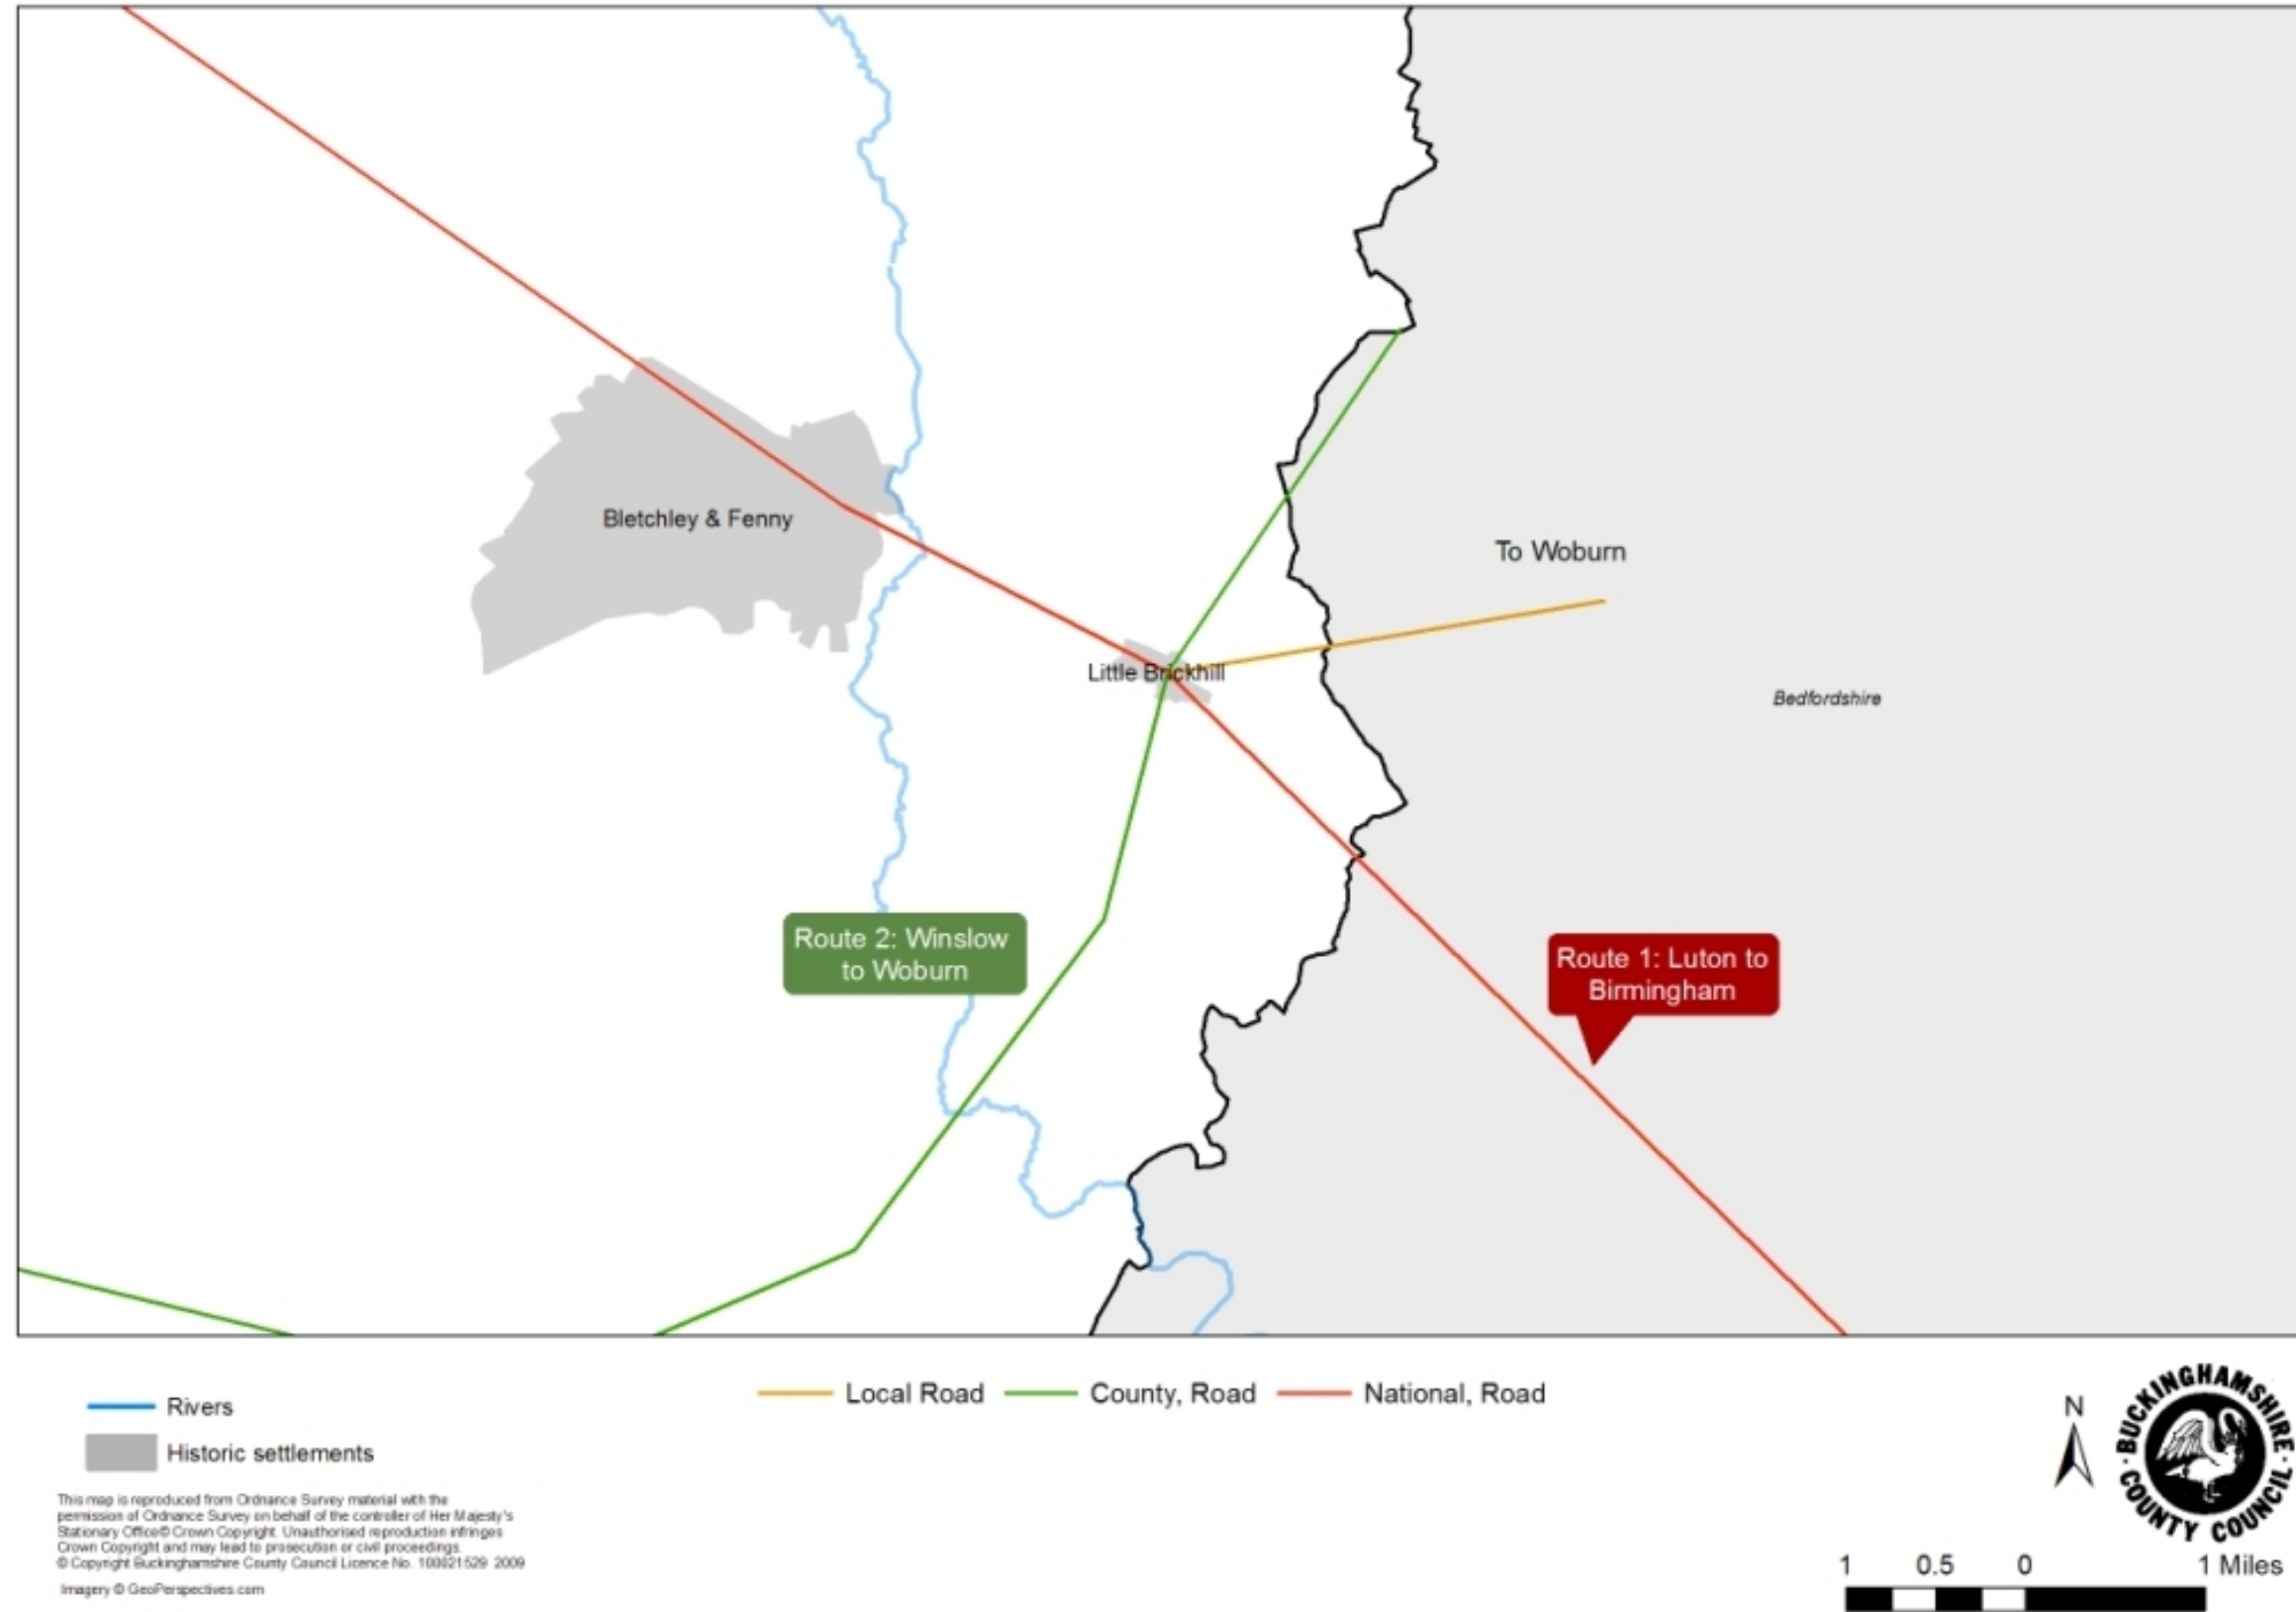 Bletchley & Fenny
To Woburn
Little Brickhill
Bedfordshire
Route 2: Winslow
to Woburn
Route 1: Luton to
Birmingham
Rivers
Historic settlements
Local Road
County, Road
National, Road
This map is reproduced from Ordnance Survey material with the
permission of Ordnance Survey on behalf of the controller of Her Majesty's
Stationary Office© Crown Copyright. Unauthorised reproduction infringes
Crown Copyright and may lead to prosecution or civil proceedings.
© Copyright Buckinghamshire County Council Licence No. 100021529 2009
Imagery © GeoPerspectives.com
N
BUCKINGHAMSHIRE
COUNTY COUNCIL
1 0.5 0 1 Miles